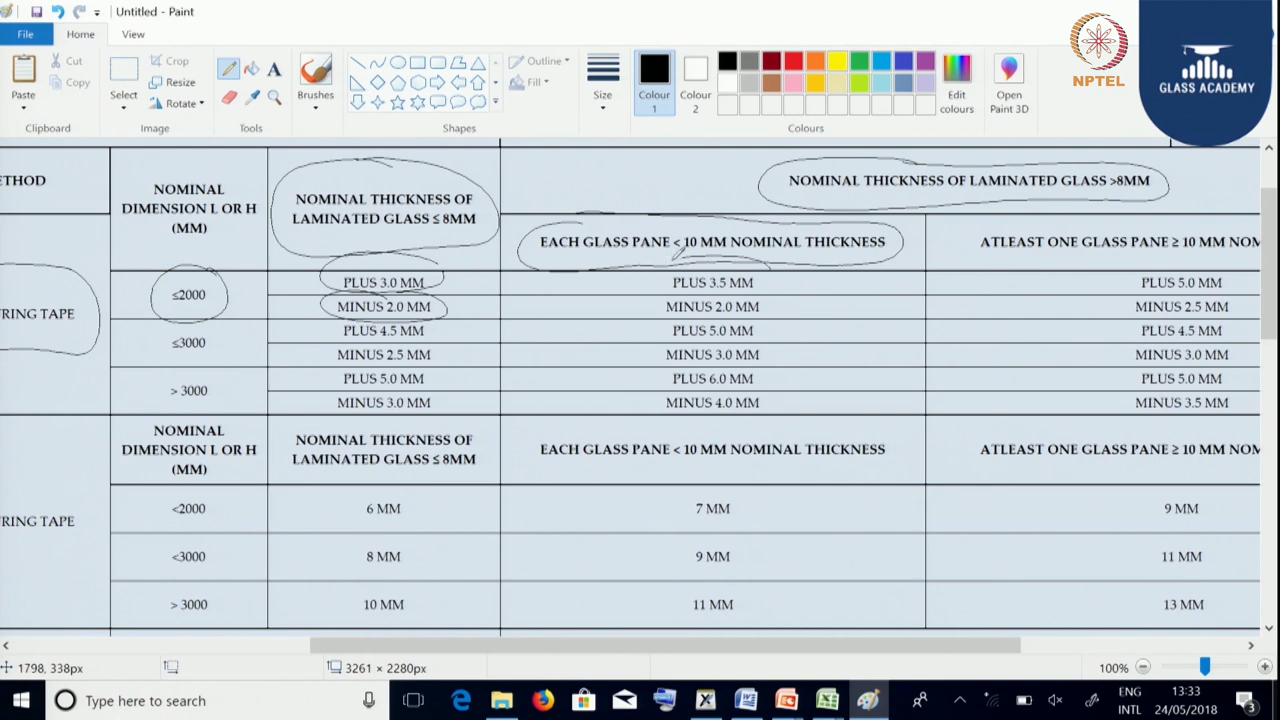 Untitled - Paint
File
Home
View
Paste
Cut
Copy
Clipboard
Select
Crop
Resize
Rotate
Image
Tools
Brushes
Shapes
Outline
Fill
Size
Colour 1
Colour 2
Edit colours
Open Paint 3D
Colours
NPTEL
GLASS ACADEMY
ETHOD
NOMINAL
DIMENSION L OR H
(MM)
NOMINAL THICKNESS OF
LAMINATED GLASS ≤ 8MM
NOMINAL THICKNESS OF LAMINATED GLASS >8MM
EACH GLASS PANE < 10 MM NOMINAL THICKNESS
ATLEAST ONE GLASS PANE ≥ 10 MM NOM
RING TAPE
≤2000
PLUS 3.0 MM
PLUS 3.5 MM
PLUS 5.0 MM
MINUS 2.0 MM
MINUS 2.0 MM
MINUS 2.5 MM
≤3000
PLUS 4.5 MM
PLUS 5.0 MM
PLUS 4.5 MM
MINUS 2.5 MM
MINUS 3.0 MM
MINUS 3.0 MM
> 3000
PLUS 5.0 MM
PLUS 6.0 MM
PLUS 5.0 MM
MINUS 3.0 MM
MINUS 4.0 MM
MINUS 3.5 MM
NOMINAL
DIMENSION L OR H
(MM)
NOMINAL THICKNESS OF
LAMINATED GLASS ≤ 8MM
EACH GLASS PANE < 10 MM NOMINAL THICKNESS
ATLEAST ONE GLASS PANE ≥ 10 MM NOM
RING TAPE
<2000
6 MM
7 MM
9 MM
<3000
8 MM
9 MM
11 MM
> 3000
10 MM
11 MM
13 MM
1798, 338px
3261 × 2280px
100%
Type here to search
ENG
INTL
13:33
24/05/2018
3